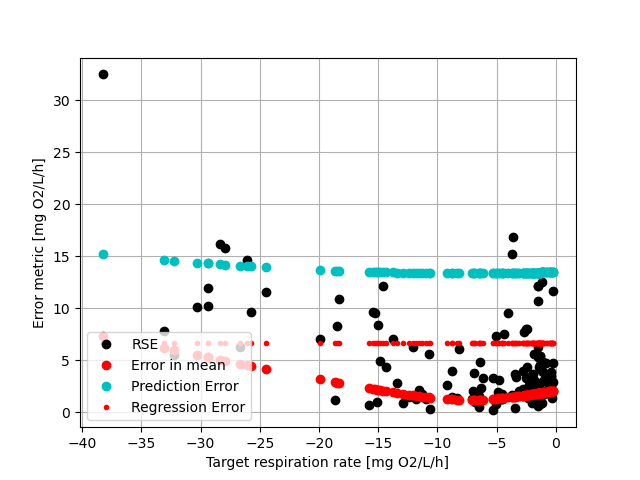 30
25
20
15
10
5
0
Error metric [mg O2/L/h]
RSE
Error in mean
Prediction Error
Regression Error
−40 −35 −30 −25 −20 −15 −10 −5 0
Target respiration rate [mg O2/L/h]